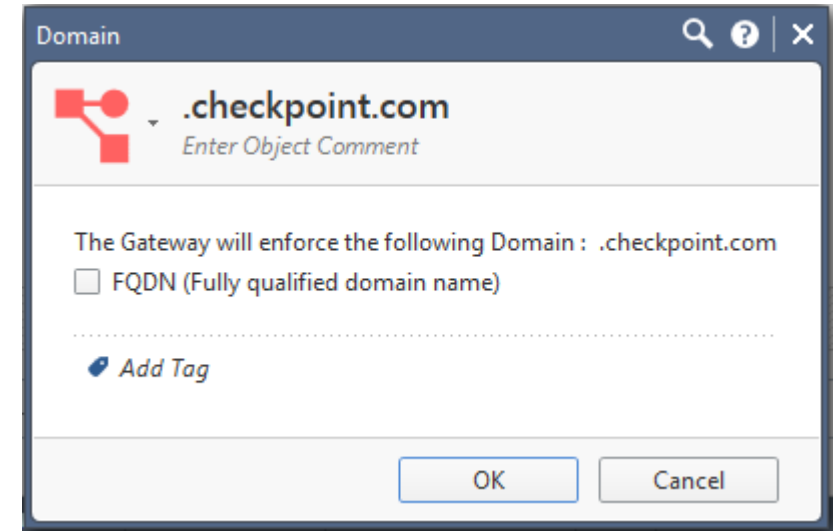 Domain
.checkpoint.com
Enter Object Comment
The Gateway will enforce the following Domain : .checkpoint.com
FQDN (Fully qualified domain name)
Add Tag
OK
Cancel